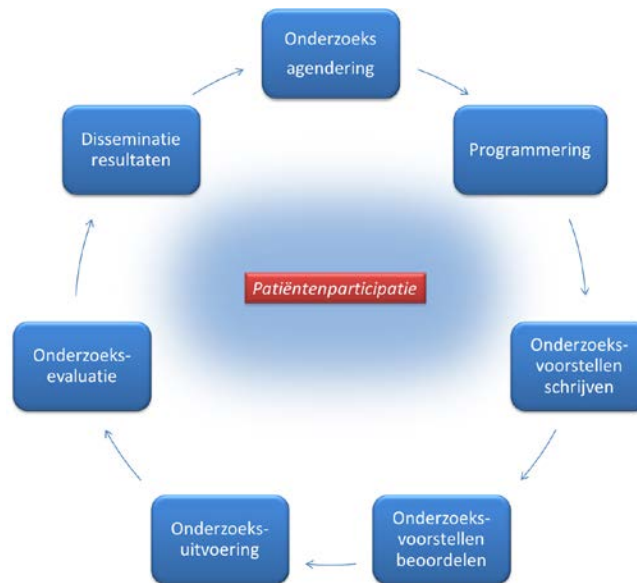 Onderzoeks
agendering
Programmering
Onderzoeks-
voorstellen
schrijven
Onderzoeks-
voorstellen
beoordelen
Onderzoeks-
uitvoering
Onderzoeks-
evaluatie
Disseminatie
resultaten
Patiëntenparticipatie